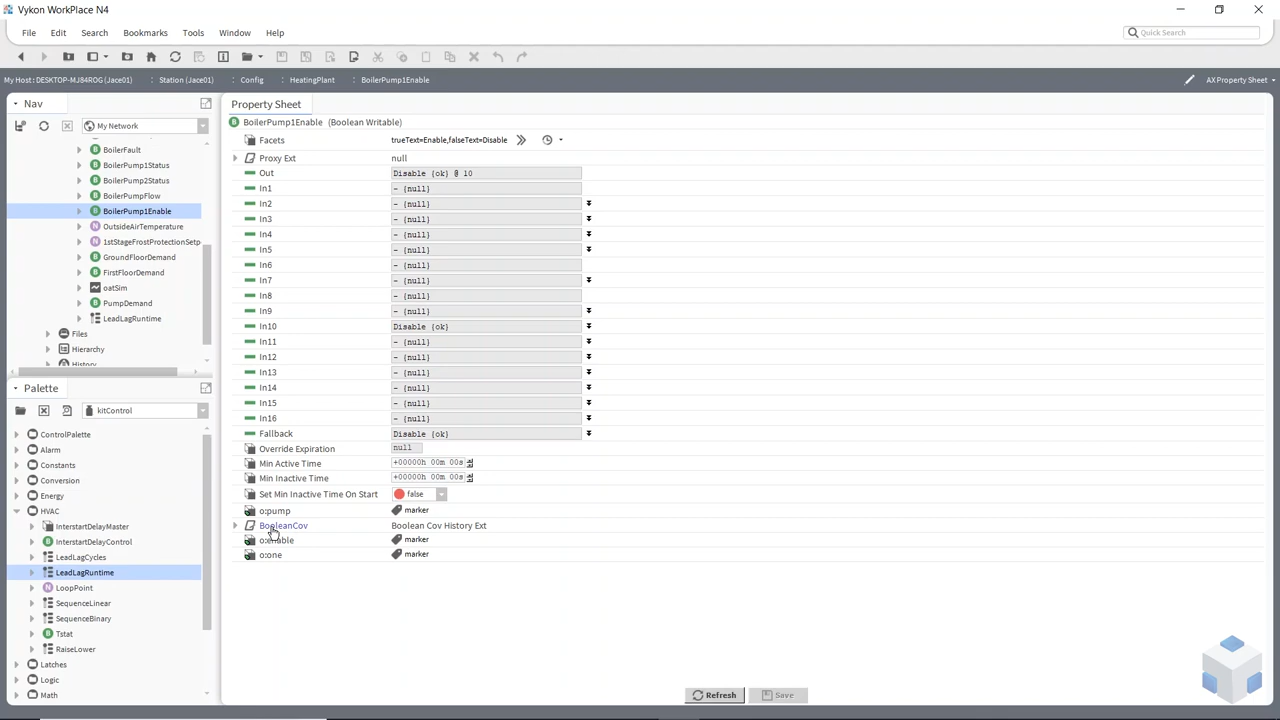 Vykon WorkPlace N4
File Edit Search Bookmarks Tools Window Help
Quick Search
My Host : DESKTOP-MJ84ROG (Jace01) : Station (Jace01) : Config : HeatingPlant : BoilerPump1Enable
AX Property Sheet
Nav
My Network
BoilerFault
BoilerPump1Status
BoilerPump2Status
BoilerPumpFlow
BoilerPump1Enable
OutsideAirTemperature
1stStageFrostProtectionSetp
GroundFloorDemand
FirstFloorDemand
oatSim
PumpDemand
LeadLagRuntime
Files
Hierarchy
History
Palette
kitControl
ControlPalette
Alarm
Constants
Conversion
Energy
HVAC
InterstartDelayMaster
InterstartDelayControl
LeadLagCycles
LeadLagRuntime
LoopPoint
SequenceLinear
SequenceBinary
Tstat
RaiseLower
Latches
Logic
Math
Property Sheet
BoilerPump1Enable (Boolean Writable)
Facets trueText=Enable,falseText=Disable
Proxy Ext null
Out Disable {ok} @ 10
In1 - {null}
In2 - {null}
In3 - {null}
In4 - {null}
In5 - {null}
In6 - {null}
In7 - {null}
In8 - {null}
In9 - {null}
In10 Disable {ok}
In11 - {null}
In12 - {null}
In13 - {null}
In14 - {null}
In15 - {null}
In16 - {null}
Fallback Disable {ok}
Override Expiration null
Min Active Time +00000h 00m 00s
Min Inactive Time +00000h 00m 00s
Set Min Inactive Time On Start false
o:pump marker
BooleanCov Boolean Cov History Ext
o:enable marker
o:one marker
Refresh Save